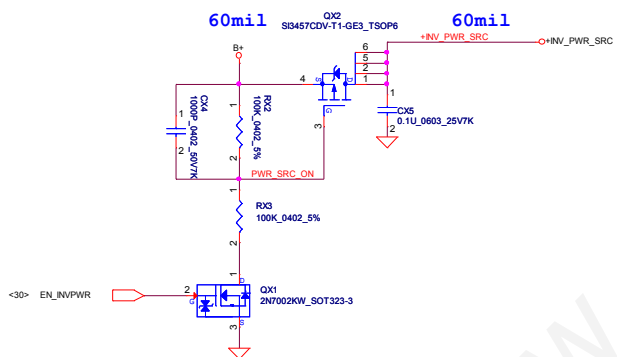 60mil
QX2
SI3457CDV-T1-GE3_TSOP6
60mil
+INV_PWR_SRC
+INV_PWR_SRC
B+
6
5
2
1
4
S
D
G
3
1
CX5
0.1U_0603_25V7K
2
CX4
1000P_0402_50V7K
1
2
1
RX2
100K_0402_5%
2
PWR_SRC_ON
1
RX3
100K_0402_5%
2
1
D
QX1
2N7002KW_SOT323-3
<30>
EN_INVPWR
2
G
S
3
W